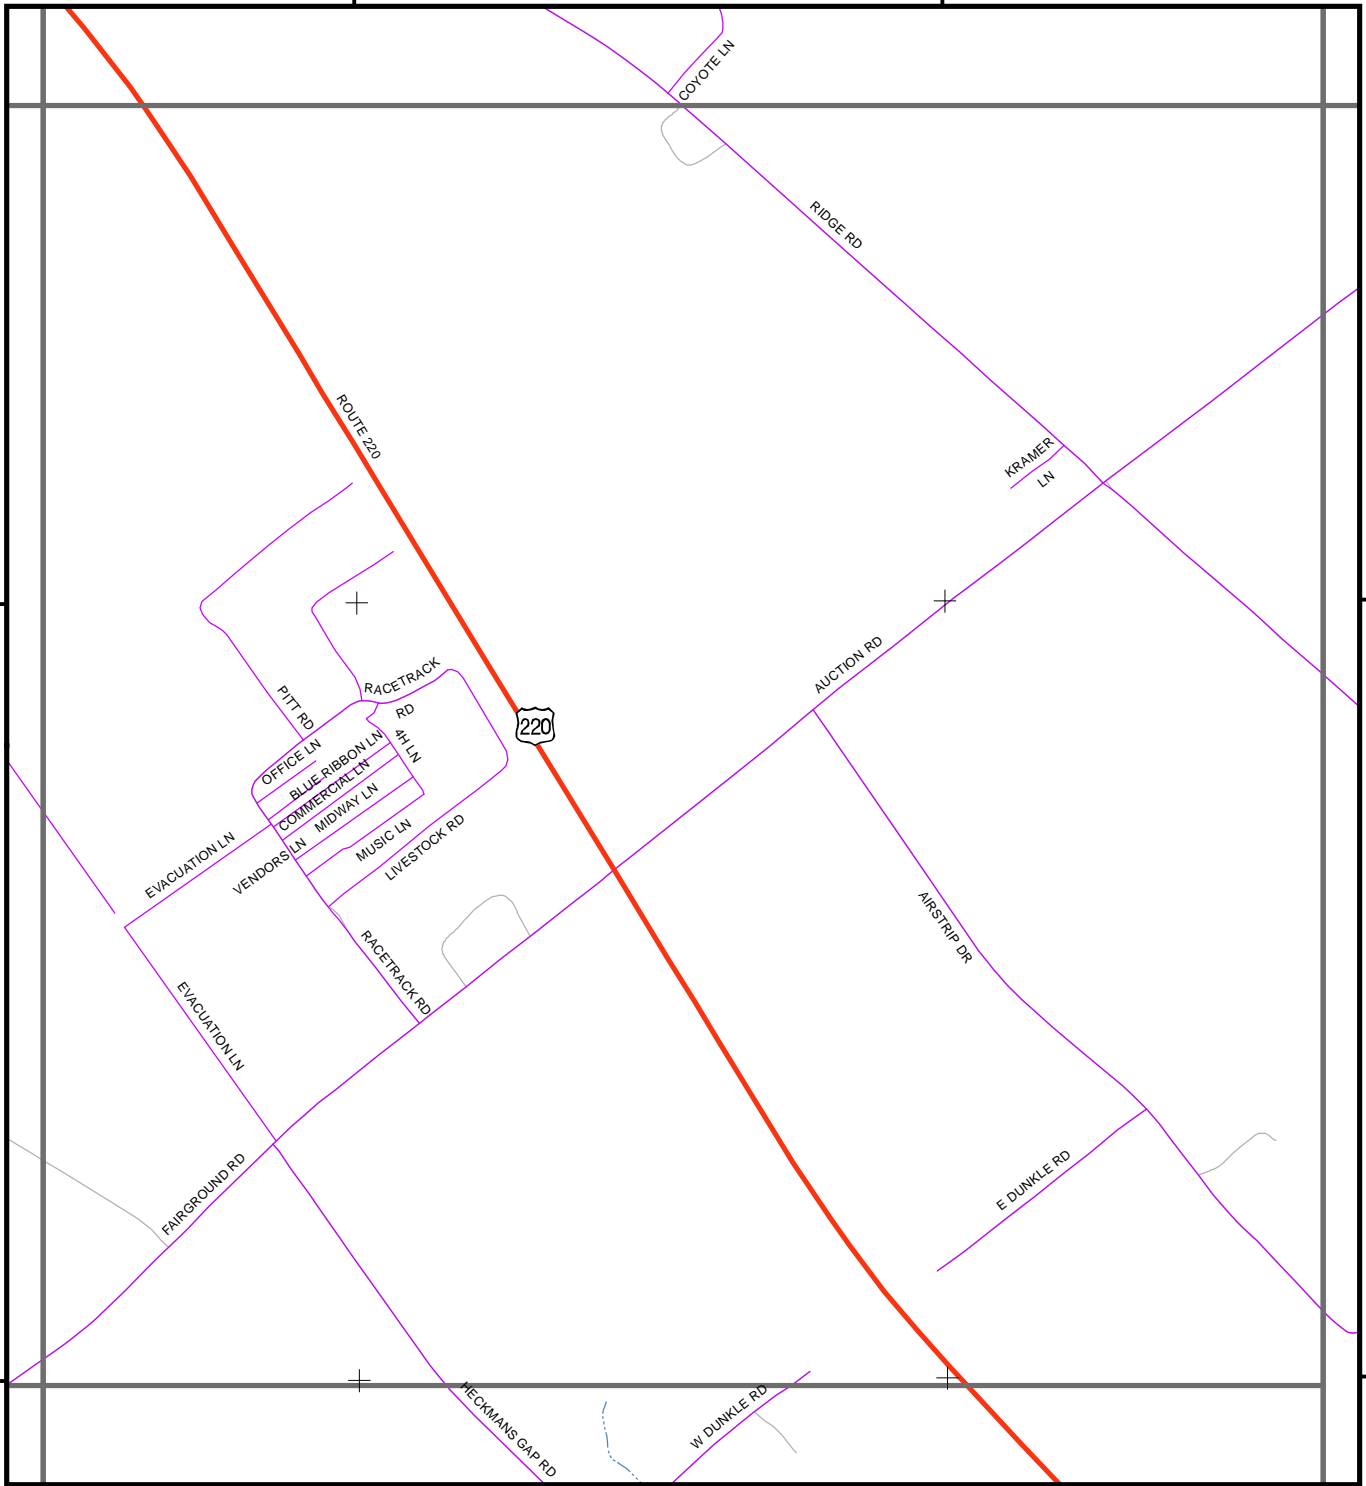 COYOTE LN
RIDGE RD
ROUTE 220
KRAMER
LN
AUCTION RD
RACETRACK
RD
PITT RD
220
4H LN
OFFICE LN
BLUE RIBBON LN
COMMERCIAL LN
MIDWAY LN
MUSIC LN
LIVESTOCK RD
EVACUATION LN
VENDORS LN
AIRSTRIP DR
RACETRACK RD
EVACUATION LN
FAIRGROUND RD
E DUNKLE RD
HECKMANS GAP RD
W DUNKLE RD